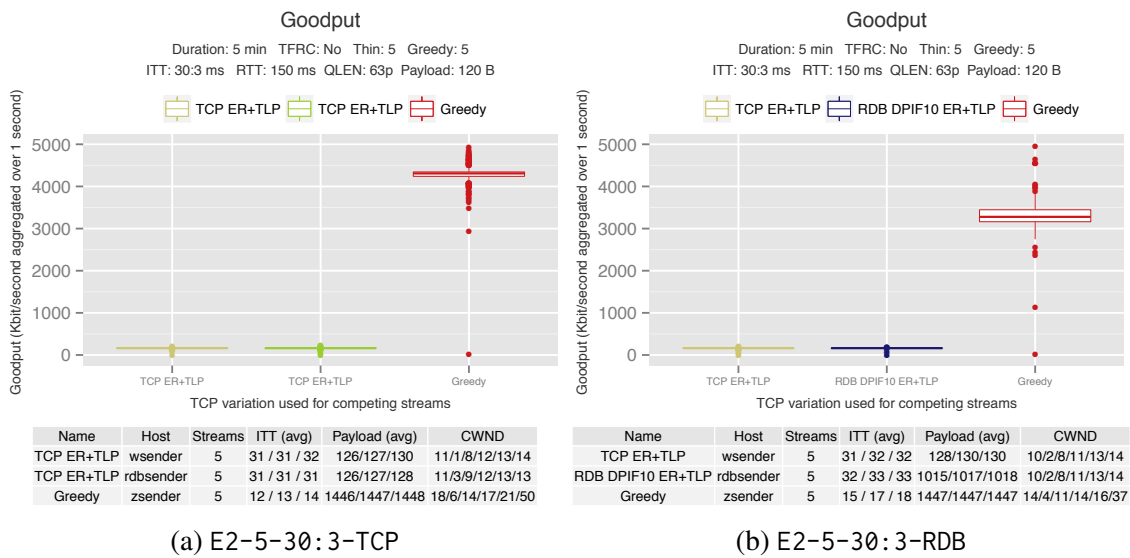 Goodput
Duration: 5 min TFRC: No Thin: 5 Greedy: 5
ITT: 30:3 ms RTT: 150 ms QLEN: 63p Payload: 120 B
TCP ER+TLP TCP ER+TLP Greedy
Goodput (Kbit/second aggregated over 1 second)
5000
4000
3000
2000
1000
0
TCP ER+TLP TCP ER+TLP Greedy
TCP variation used for competing streams
Name Host Streams ITT (avg) Payload (avg) CWND
TCP ER+TLP wsender 5 31 / 31 / 32 126/127/130 11/1/8/12/13/14
TCP ER+TLP rdbsender 5 31 / 31 / 31 126/127/128 11/3/9/12/13/13
Greedy zsender 5 12 / 13 / 14 1446/1447/1448 18/6/14/17/21/50
(a) E2-5-30:3-TCP
Goodput
Duration: 5 min TFRC: No Thin: 5 Greedy: 5
ITT: 30:3 ms RTT: 150 ms QLEN: 63p Payload: 120 B
TCP ER+TLP RDB DPIF10 ER+TLP Greedy
Goodput (Kbit/second aggregated over 1 second)
5000
4000
3000
2000
1000
0
TCP ER+TLP RDB DPIF10 ER+TLP Greedy
TCP variation used for competing streams
Name Host Streams ITT (avg) Payload (avg) CWND
TCP ER+TLP wsender 5 31 / 32 / 32 128/130/130 10/2/8/11/13/14
RDB DPIF10 ER+TLP rdbsender 5 32 / 33 / 33 1015/1017/1018 10/2/8/11/13/14
Greedy zsender 5 15 / 17 / 18 1447/1447/1447 14/4/11/14/16/37
(b) E2-5-30:3-RDB